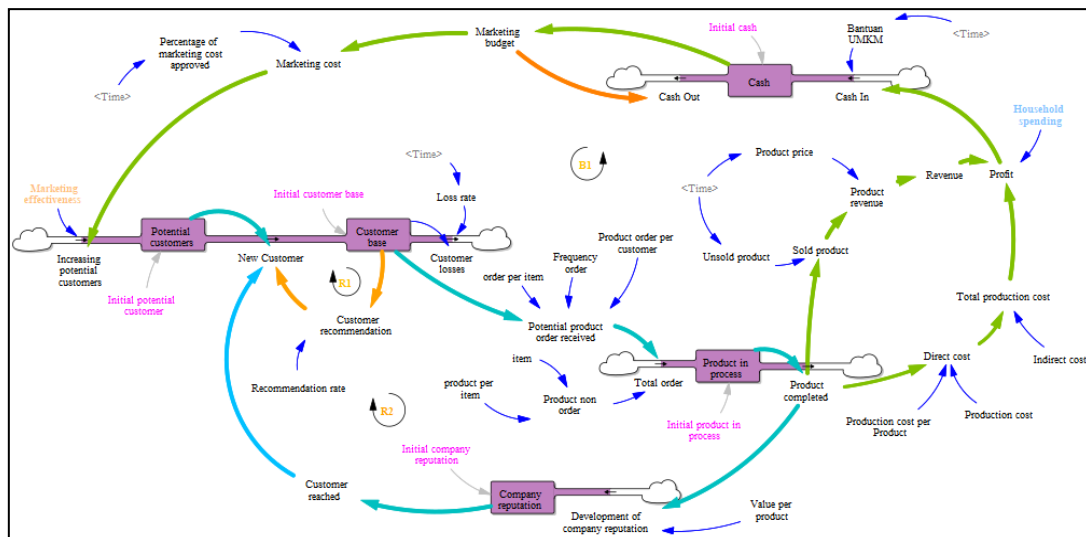 Marketing
budget
Initial cash
Bantuan
UMKM
<Time>
Percentage of
marketing cost
approved
Marketing cost
<Time>
Cash
Cash Out
Cash In
Household
spending
<Time>
B1
Product price
Revenue
Profit
Marketing
effectiveness
Initial customer base
Loss rate
<Time>
Product
revenue
Potential
customers
Customer
base
Product order per
customer
Increasing
potential
customers
New Customer
Customer
losses
Frequency
order
Unsold product
Sold product
order per item
R1
Initial potential
customer
Customer
recommendation
Potential product
order received
Total production cost
item
Product in
process
Direct cost
Indirect cost
Recommendation rate
product per
item
Product non
order
Total order
Product
completed
R2
Production cost per
Product
Production cost
Initial product in
process
Initial company
reputation
Customer
reached
Company
reputation
Development of
company reputation
Value per
product